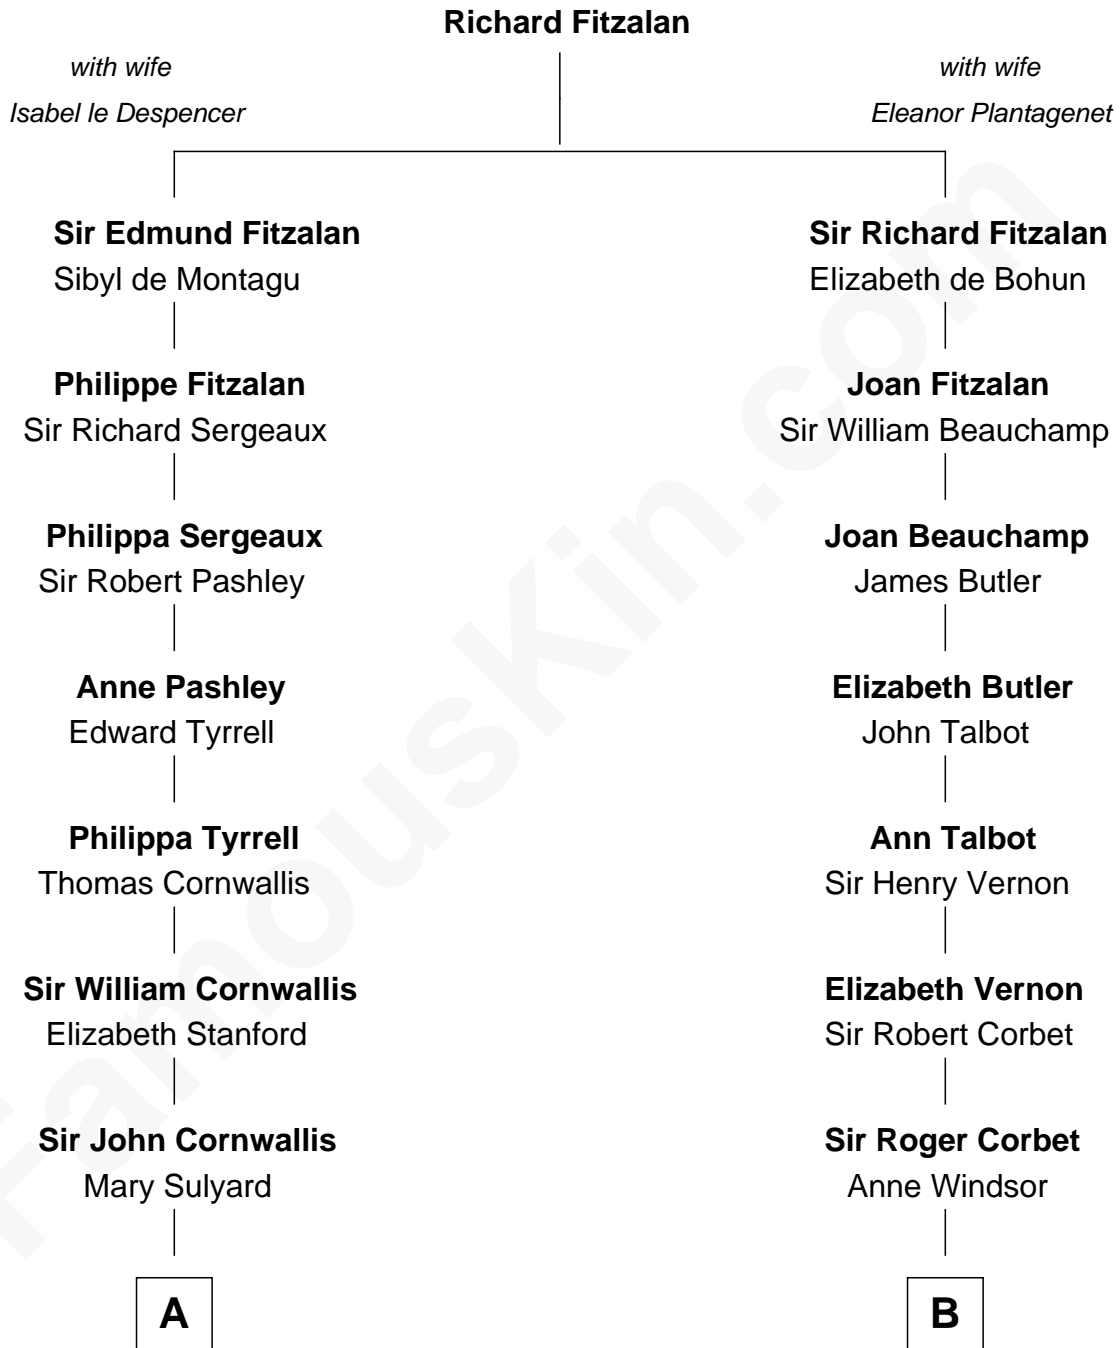 Richard Fitzalan
with wife
Isabel le Despencer
with wife
Eleanor Plantagenet
Sir Edmund Fitzalan
Sibyl de Montagu
Sir Richard Fitzalan
Elizabeth de Bohun
Philippe Fitzalan
Sir Richard Sergeaux
Joan Fitzalan
Sir William Beauchamp
Philippa Sergeaux
Sir Robert Pashley
Joan Beauchamp
James Butler
Anne Pashley
Edward Tyrrell
Elizabeth Butler
John Talbot
Philippa Tyrrell
Thomas Cornwallis
Ann Talbot
Sir Henry Vernon
Sir William Cornwallis
Elizabeth Stanford
Elizabeth Vernon
Sir Robert Corbet
Sir John Cornwallis
Mary Sulyard
Sir Roger Corbet
Anne Windsor
A
B
FamousKin.com